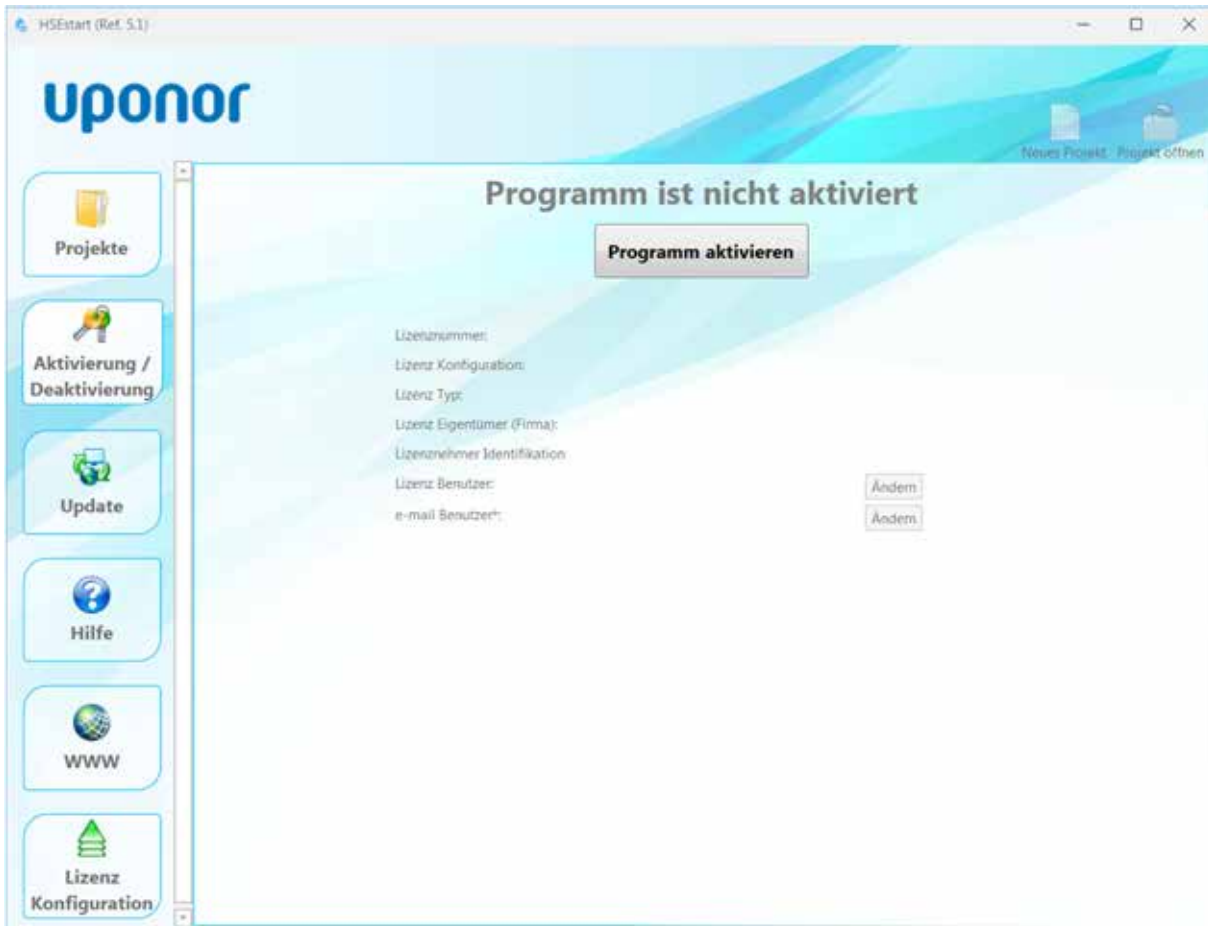 HSEstart (Ref. 5.1)
uponor
Neues Projekt
Projekt öffnen
Projekte
Aktivierung /
Deaktivierung
Update
Hilfe
WWW
Lizenz
Konfiguration
Programm ist nicht aktiviert
Programm aktivieren
Lizenznummer:
Lizenz Konfiguration:
Lizenz Typ:
Lizenz Eigentümer (Firma):
Lizenznehmer Identifikation
Lizenz Benutzer:
Ändern
e-mail Benutzer*:
Ändern